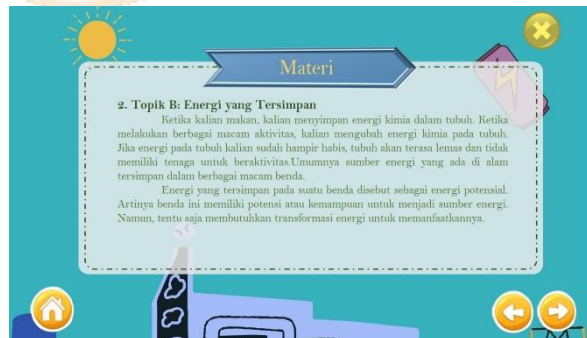 Materi
2. Topik B: Energi yang Tersimpan
Ketika kalian makan, kalian menyimpan energi kimia dalam tubuh. Ketika
melakukan berbagai macam aktivitas, kalian mengubah energi kimia pada tubuh.
Jika energi pada tubuh kalian sudah hampir habis, tubuh akan terasa lemas dan tidak
memiliki tenaga untuk beraktivitas.Umumnya sumber energi yang ada di alam
tersimpan dalam berbagai macam benda.
Energi yang tersimpan pada suatu benda disebut sebagai energi potensial.
Artinya benda ini memiliki potensi atau kemampuan untuk menjadi sumber energi.
Namun, tentu saja membutuhkan transformasi energi untuk memanfaatkannya.